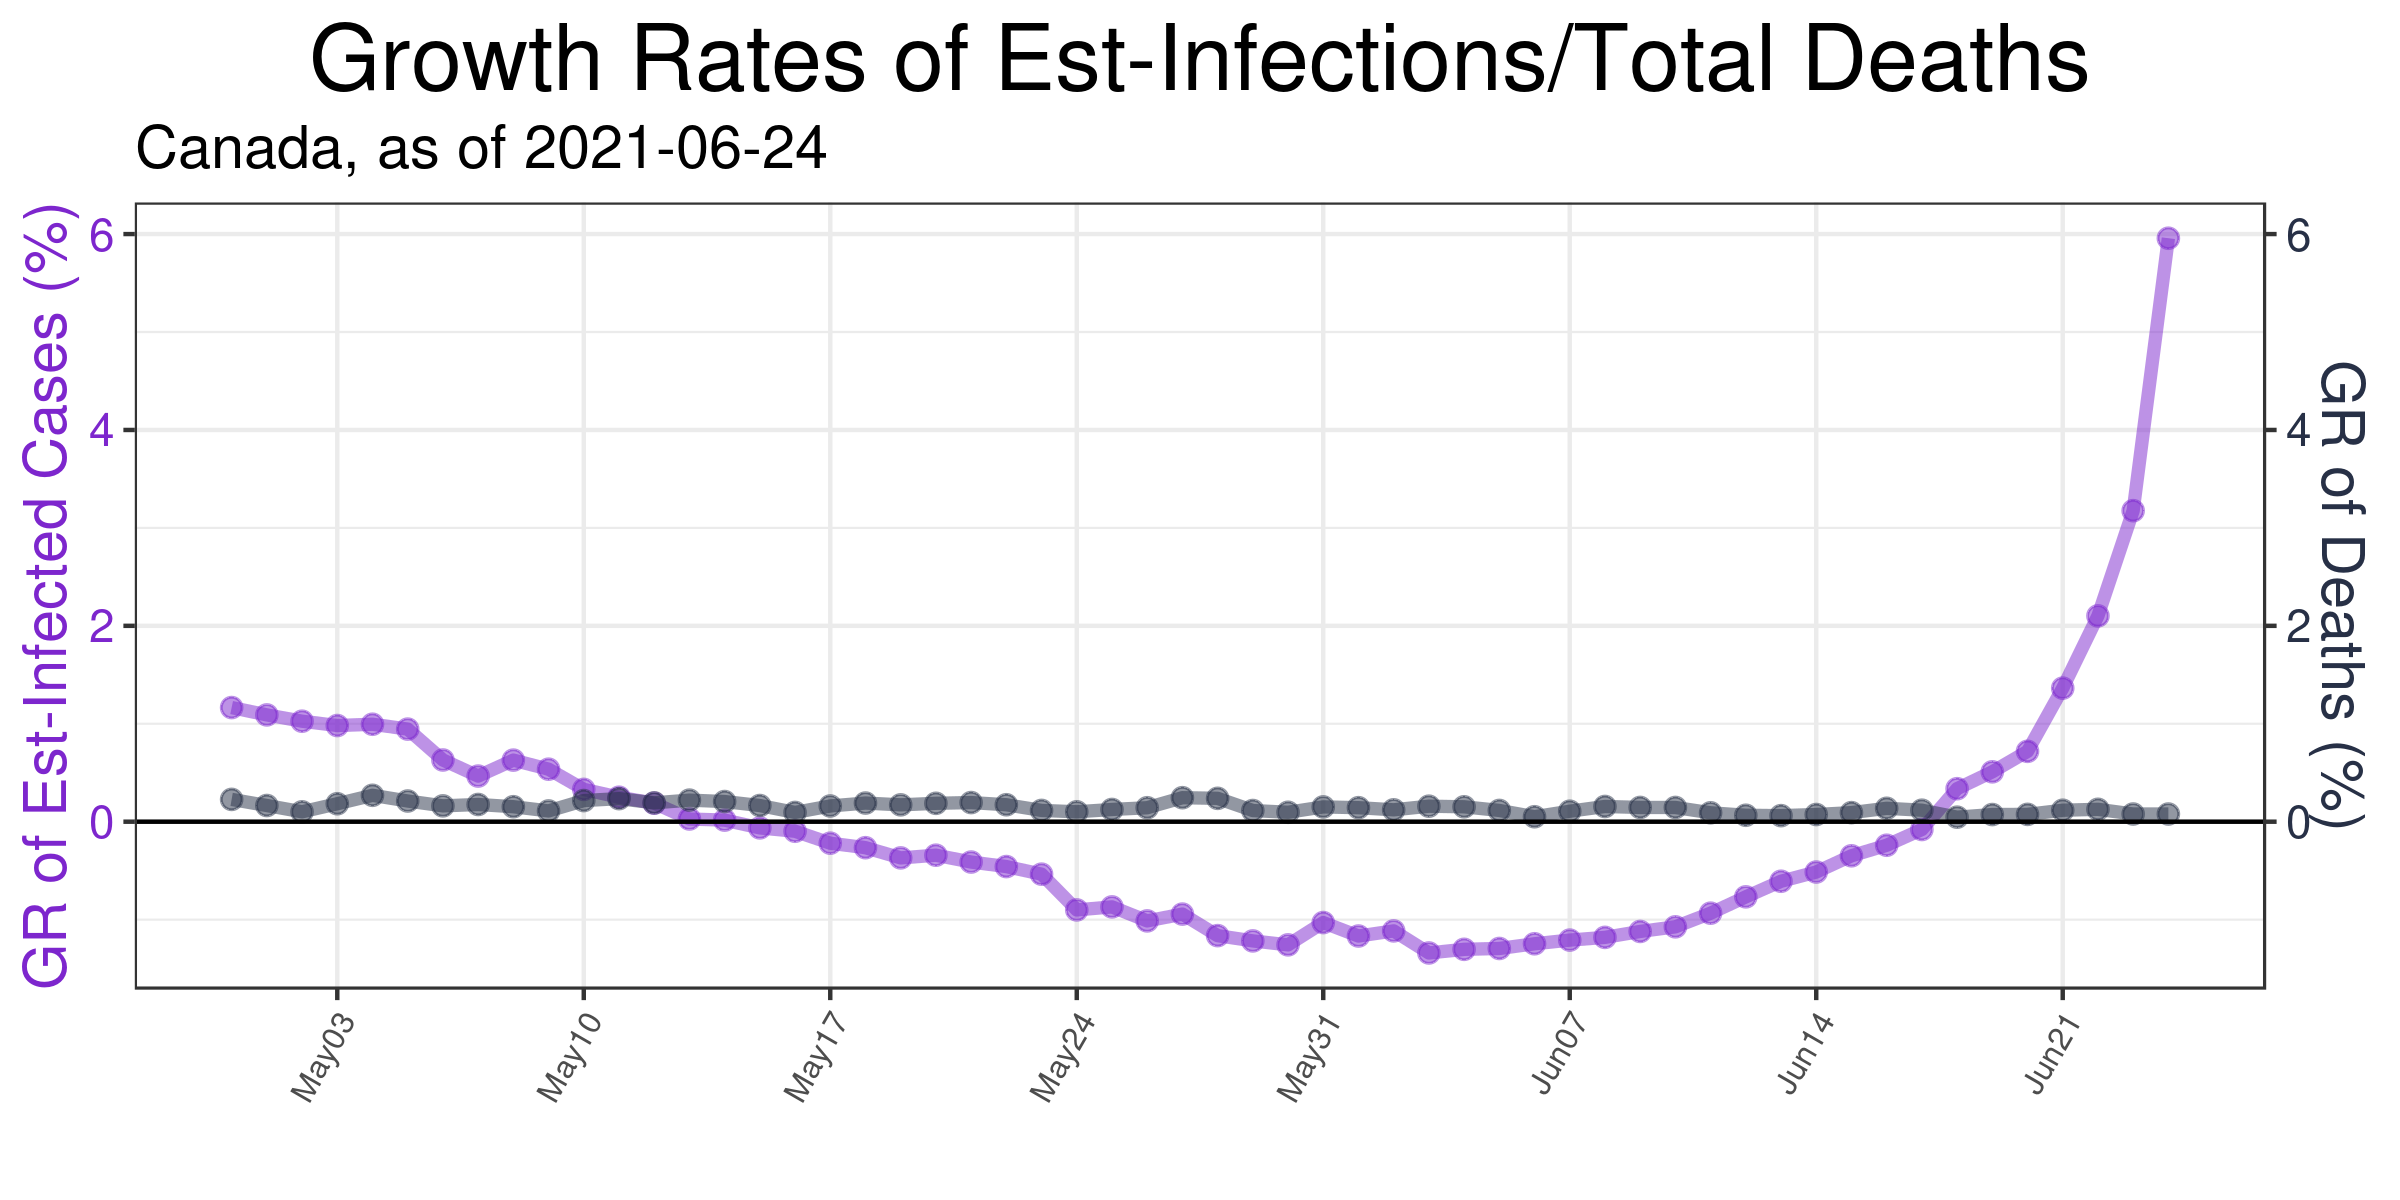 Growth Rates of Est-Infections/Total Deaths
Canada, as of 2021-06-24
GR of Est-Infected Cases (%)
6
4
2
0
6
4
2
0
GR of Deaths (%)
May03
May10
May17
May24
May31
Jun07
Jun14
Jun21